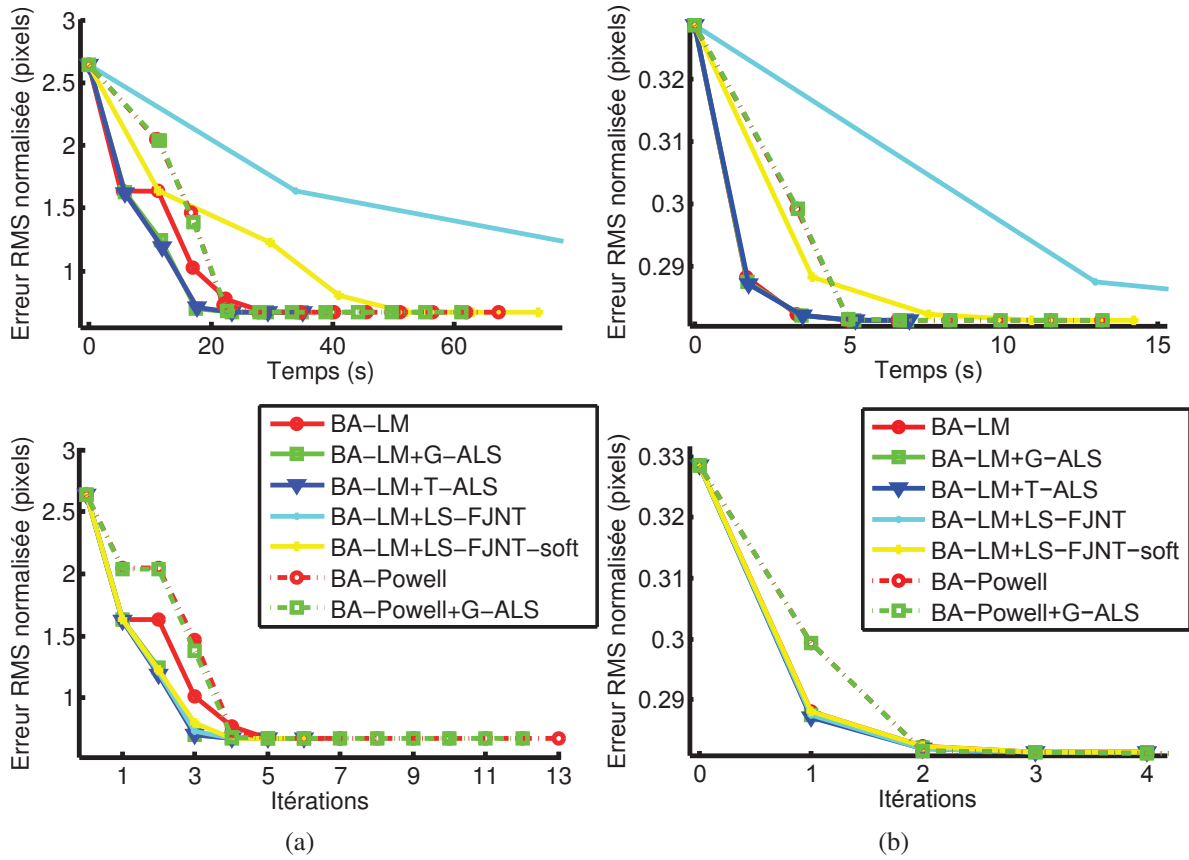 Erreur RMS normalisée (pixels)
3
2.5
2
1.5
1
0
20
40
60
Temps (s)
Erreur RMS normalisée (pixels)
0.32
0.31
0.3
0.29
0
5
10
15
Temps (s)
Erreur RMS normalisée (pixels)
3
2.5
2
1.5
1
1
3
5
7
9
11
13
Itérations
BA−LM
BA−LM+G−ALS
BA−LM+T−ALS
BA−LM+LS−FJNT
BA−LM+LS−FJNT−soft
BA−Powell
BA−Powell+G−ALS
(a)
Erreur RMS normalisée (pixels)
0.33
0.32
0.31
0.3
0.29
0
1
2
3
4
Itérations
BA−LM
BA−LM+G−ALS
BA−LM+T−ALS
BA−LM+LS−FJNT
BA−LM+LS−FJNT−soft
BA−Powell
BA−Powell+G−ALS
(b)